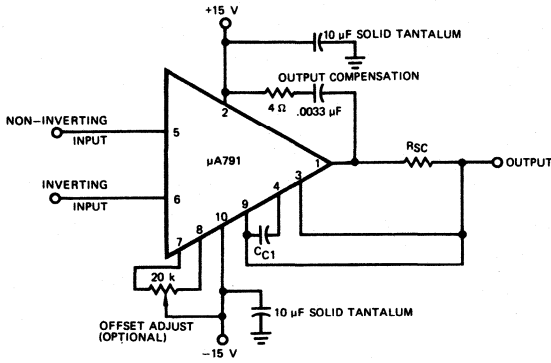 +15 V
10 µF SOLID TANTALUM
OUTPUT COMPENSATION
4 Ω
.0033 µF
2
NON-INVERTING
INPUT
5
µA791
1
RSC
OUTPUT
INVERTING
INPUT
6
3
4
9
10
8
7
CC1
20 k
OFFSET ADJUST
(OPTIONAL)
10 µF SOLID TANTALUM
−15 V